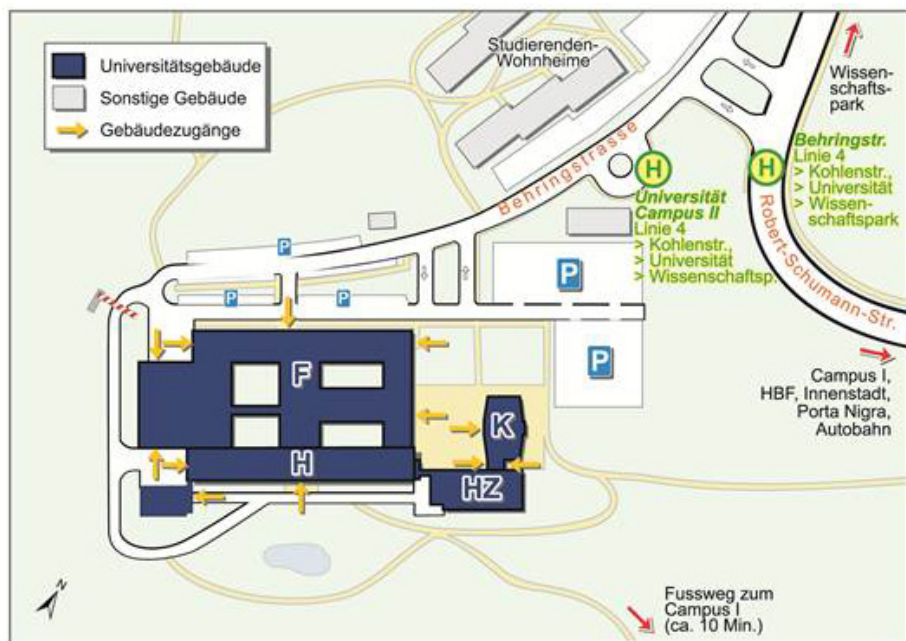 Universitätsgebäude
Sonstige Gebäude
Gebäudezugänge
Studierenden-
Wohnheime
Wissen-
schafts-
park
Behringstrasse
H
Universität
Campus II
Linie 4
> Kohlenstr.,
> Universität
> Wissenschaftsp.
H
Behringstr.
Linie 4
> Kohlenstr.,
> Universität
> Wissen-
schaftspark
Robert-Schumann-Str.
P
P
P
P
P
Campus I,
HBF, Innenstadt,
Porta Nigra,
Autobahn
F
K
H
HZ
N
Fussweg zum
Campus I
(ca. 10 Min.)